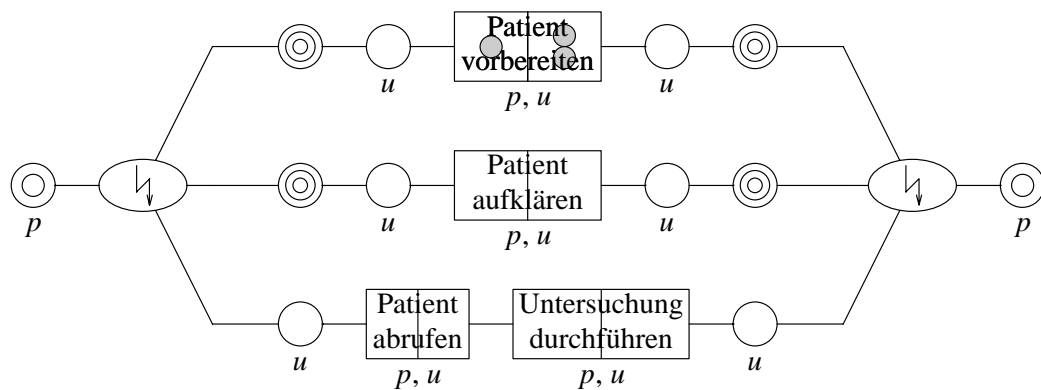 Patient
vorbereiten
u
p, u
u
p
Patient
aufklären
u
p, u
u
p
Patient
abrufen
Untersuchung
durchführen
u
p, u
p, u
u